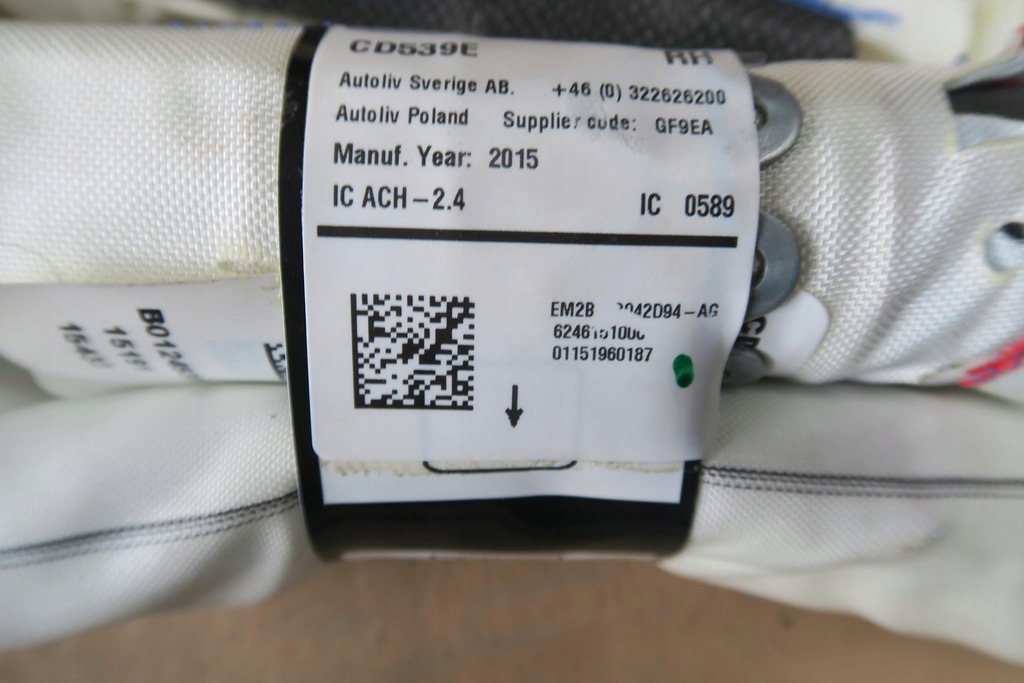 CD539E RH
Autoliv Sverige AB. +46 (0) 322626200
Autoliv Poland Supplier code: GF9EA
Manuf. Year: 2015
IC ACH-2.4 IC 0589
EM2B
01151960187